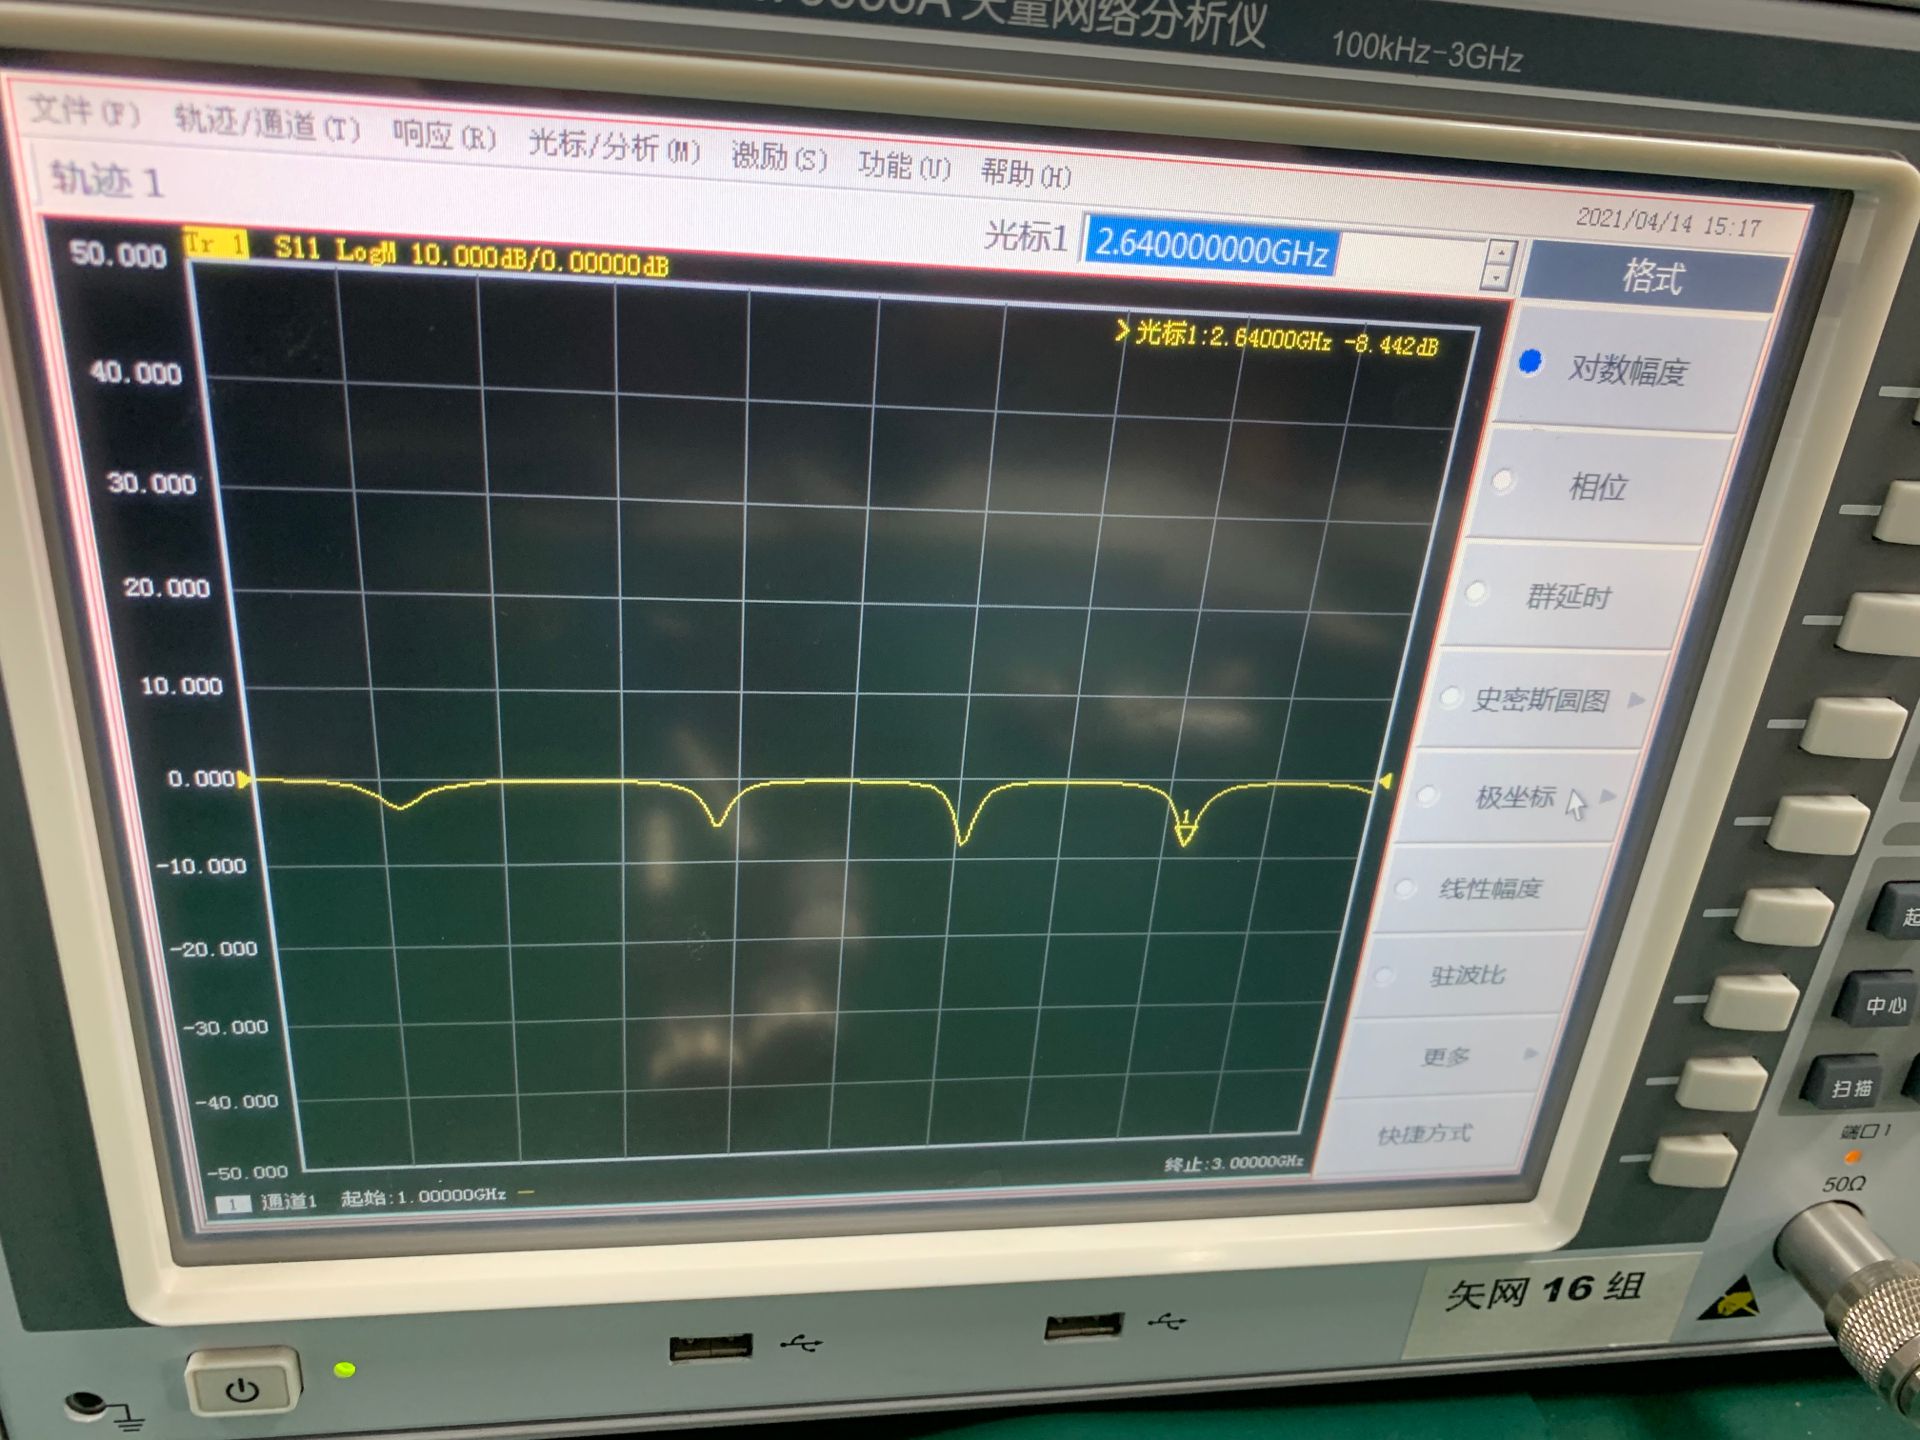 矢量网络分析仪 100kHz-3GHz
文件(F) 轨迹/通道(T) 响应(R) 光标/分析(M) 激励(S) 功能(U) 帮助(H)
轨迹 1
2021/04/14 15:17
光标1 2.640000000GHz
格式
Tr 1 S11 LogM 10.000dB/0.00000dB
>光标1:2.64000GHz -8.442dB
50.000
40.000
30.000
20.000
10.000
0.000
-10.000
-20.000
-30.000
-40.000
-50.000
1
对数幅度
相位
群延时
史密斯圆图
极坐标
线性幅度
驻波比
更多
快捷方式
1 通道1 起始:1.00000GHz
终止:3.00000GHz
起
中心
扫描
端口1
50Ω
矢网 16 组